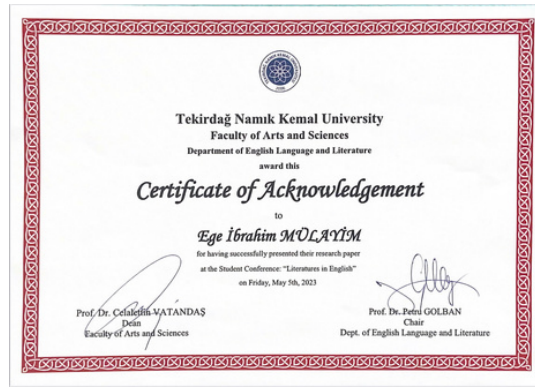 Tekirdağ Namık Kemal University
Faculty of Arts and Sciences
Department of English Language and Literature
award this
Certificate of Acknowledgement
to
Ege İbrahim MÜLAYİM
for having successfully presented their research paper
at the Student Conference: "Literatures in English"
on Friday, May 5th, 2023
Prof. Dr. Celalettin VATANDAŞ
Dean
Faculty of Arts and Sciences
Prof. Dr. Petru GOLBAN
Chair
Dept. of English Language and Literature